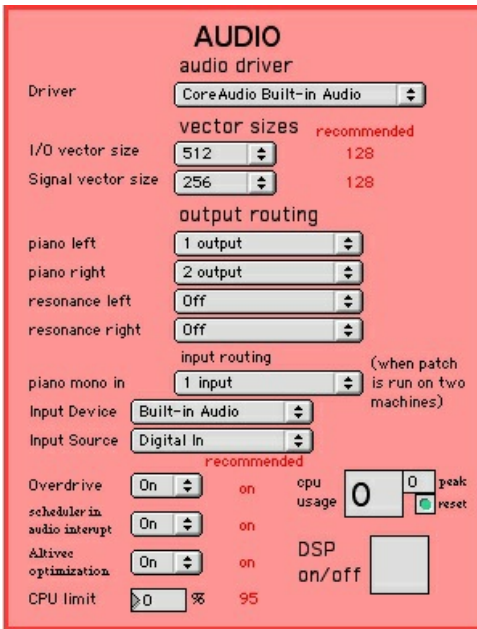 AUDIO
audio driver
Driver CoreAudio Built-in Audio
vector sizes recommended
I/O vector size 512 128
Signal vector size 256 128
output routing
piano left 1 output
piano right 2 output
resonance left Off
resonance right Off
input routing
(when patch
piano mono in 1 input is run on two
machines)
Input Device Built-in Audio
Input Source Digital In
recommended
Overdrive On on cpu usage 0 0 peak
reset
scheduler in
audio interupt On on
Altivec
optimization On on DSP
on/off
CPU limit 0 % 95